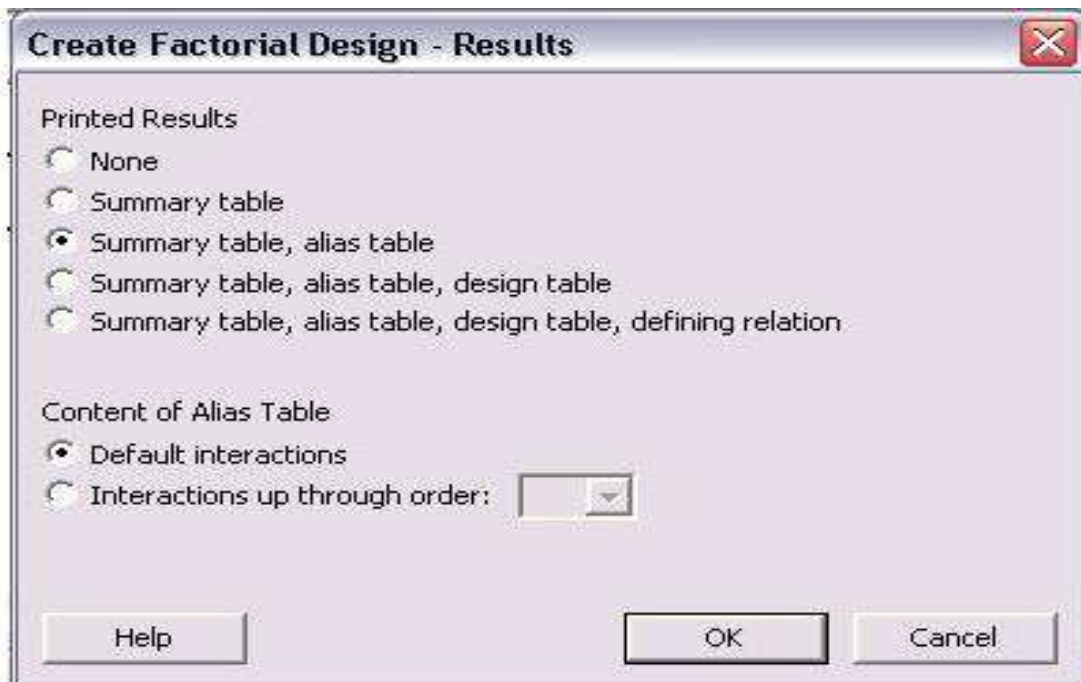 Create Factorial Design - Results
Printed Results
None
Summary table
Summary table, alias table
Summary table, alias table, design table
Summary table, alias table, design table, defining relation
Content of Alias Table
Default interactions
Interactions up through order:
Help
OK
Cancel